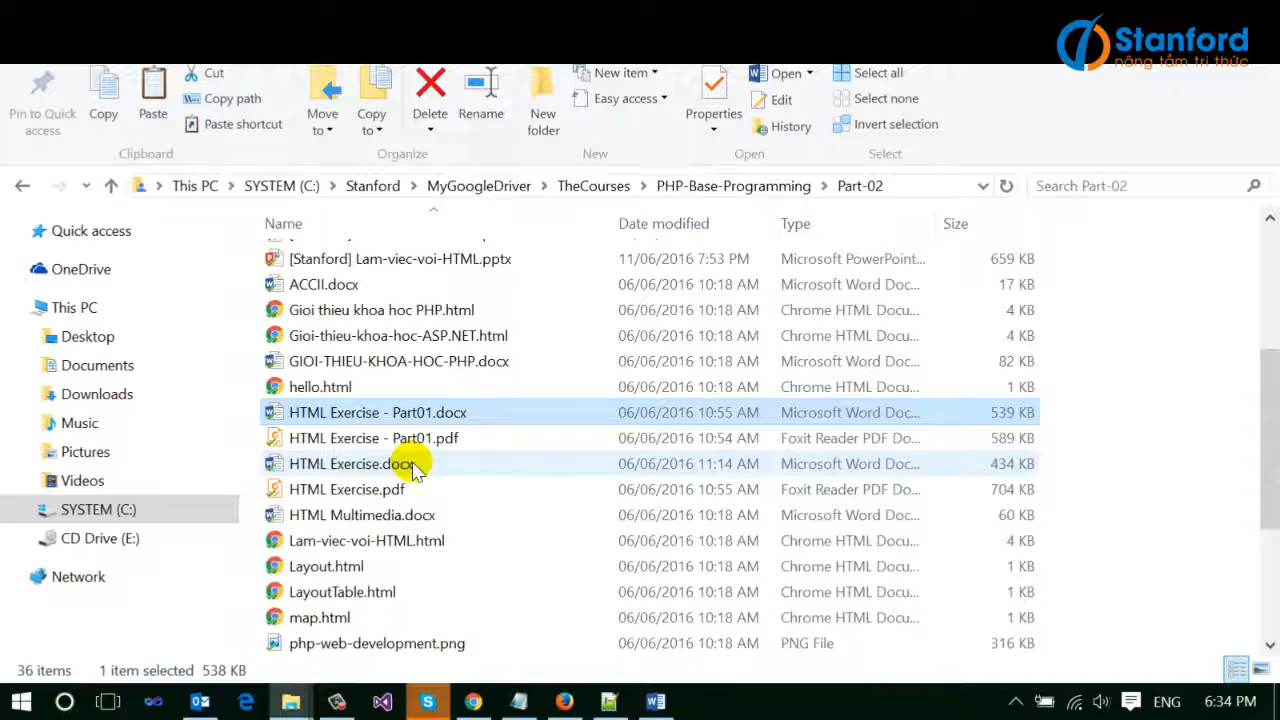 Stanford
nâng tầm tri thức
Cut
New item
Open
Select all
Copy path
Edit
Select none
Pin to Quick access
Copy
Paste
Paste shortcut
Move to
Copy to
Delete
Rename
New folder
Easy access
Properties
History
Invert selection
Clipboard
Organize
New
Open
Select
This PC
SYSTEM (C:)
Stanford
MyGoogleDriver
TheCourses
PHP-Base-Programming
Part-02
Search Part-02
Name
Date modified
Type
Size
Quick access
OneDrive
This PC
Desktop
Documents
Downloads
Music
Pictures
Videos
SYSTEM (C:)
CD Drive (E:)
Network
[Stanford] Lam-viec-voi-HTML.pptx 11/06/2016 7:53 PM Microsoft PowerPoint... 659 KB
ACCII.docx 06/06/2016 10:18 AM Microsoft Word Doc... 17 KB
Gioi thieu khoa hoc PHP.html 06/06/2016 10:18 AM Chrome HTML Docu... 4 KB
Gioi-thieu-khoa-hoc-ASP.NET.html 06/06/2016 10:18 AM Chrome HTML Docu... 4 KB
GIOI-THIEU-KHOA-HOC-PHP.docx 06/06/2016 10:18 AM Microsoft Word Doc... 82 KB
hello.html 06/06/2016 10:18 AM Chrome HTML Docu... 1 KB
HTML Exercise - Part01.docx 06/06/2016 10:55 AM Microsoft Word Doc... 539 KB
HTML Exercise - Part01.pdf 06/06/2016 10:54 AM Foxit Reader PDF Do... 589 KB
HTML Exercise.docx 06/06/2016 11:14 AM Microsoft Word Doc... 434 KB
HTML Exercise.pdf 06/06/2016 10:55 AM Foxit Reader PDF Do... 704 KB
HTML Multimedia.docx 06/06/2016 10:18 AM Microsoft Word Doc... 60 KB
Lam-viec-voi-HTML.html 06/06/2016 10:18 AM Chrome HTML Docu... 4 KB
Layout.html 06/06/2016 10:18 AM Chrome HTML Docu... 1 KB
LayoutTable.html 06/06/2016 10:18 AM Chrome HTML Docu... 1 KB
map.html 06/06/2016 10:18 AM Chrome HTML Docu... 1 KB
php-web-development.png 06/06/2016 10:18 AM PNG File 316 KB
36 items 1 item selected 538 KB
ENG 6:34 PM